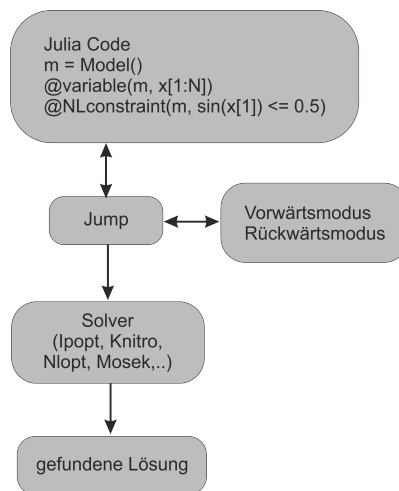 Julia Code
m = Model()
@variable(m, x[1:N])
@NLconstraint(m, sin(x[1]) <= 0.5)
Jump
Vorwärtsmodus
Rückwärtsmodus
Solver
(Ipopt, Knitro,
Nlopt, Mosek,..)
gefundene Lösung